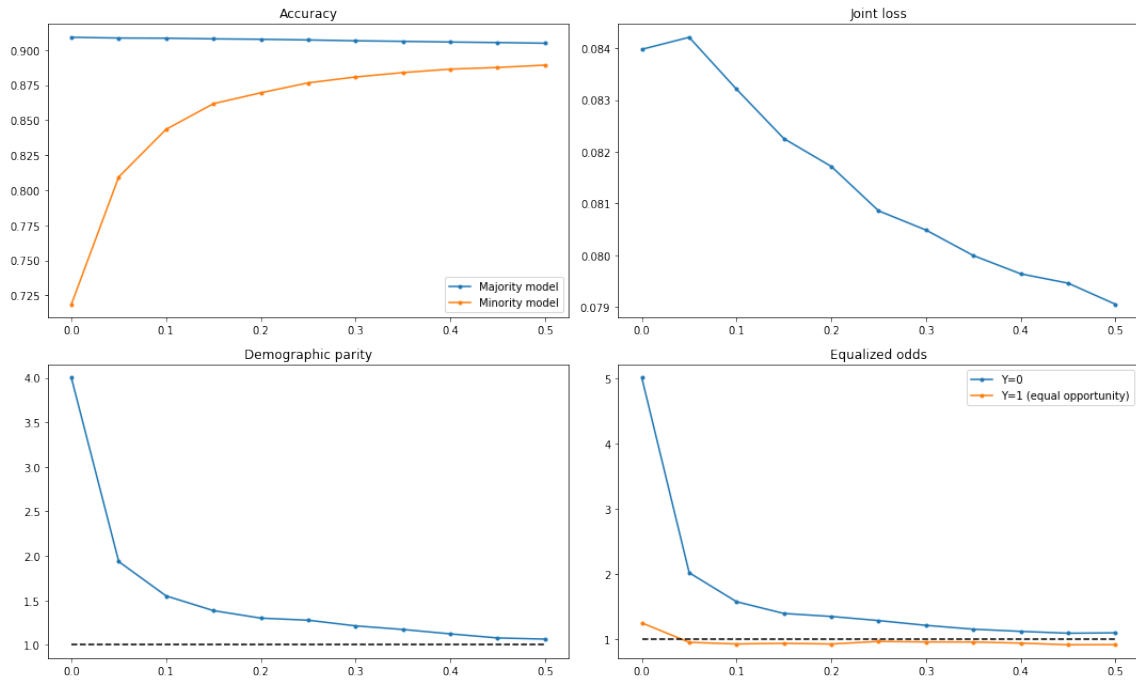 Accuracy
0.900
0.875
0.850
0.825
0.800
0.775
0.750
0.725
Majority model
Minority model
0.0 0.1 0.2 0.3 0.4 0.5
Joint loss
0.084
0.083
0.082
0.081
0.080
0.079
0.0 0.1 0.2 0.3 0.4 0.5
Demographic parity
4.0
3.5
3.0
2.5
2.0
1.5
1.0
0.0 0.1 0.2 0.3 0.4 0.5
Equalized odds
Y=0
Y=1 (equal opportunity)
5
4
3
2
1
0.0 0.1 0.2 0.3 0.4 0.5